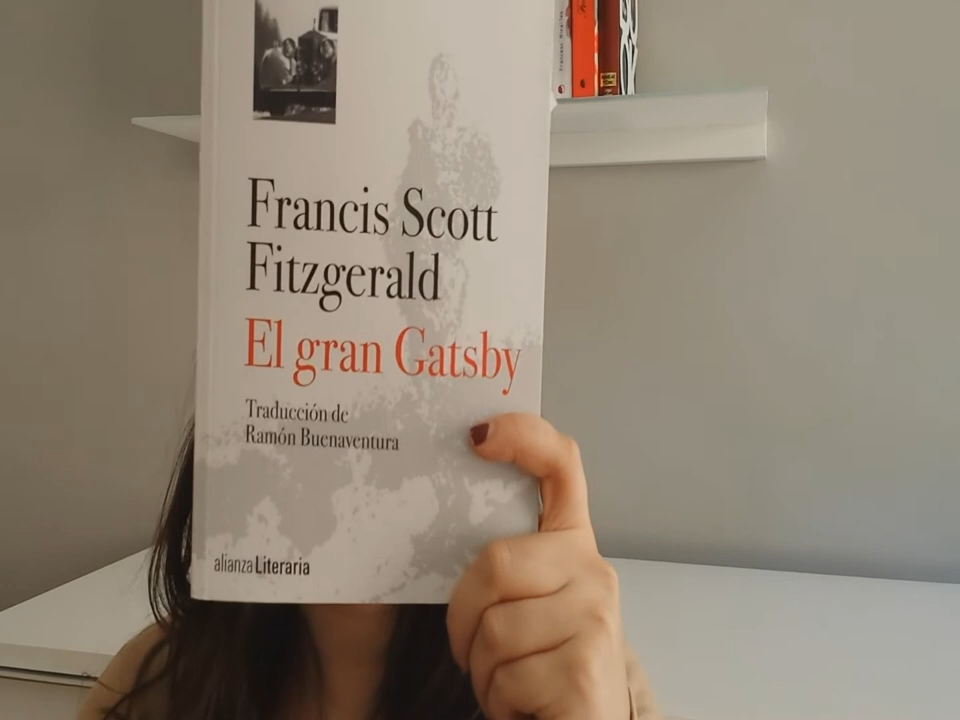 Francis Scott
Fitzgerald
El gran Gatsby
Traducción de
Ramón Buenaventura
alianza Literaria